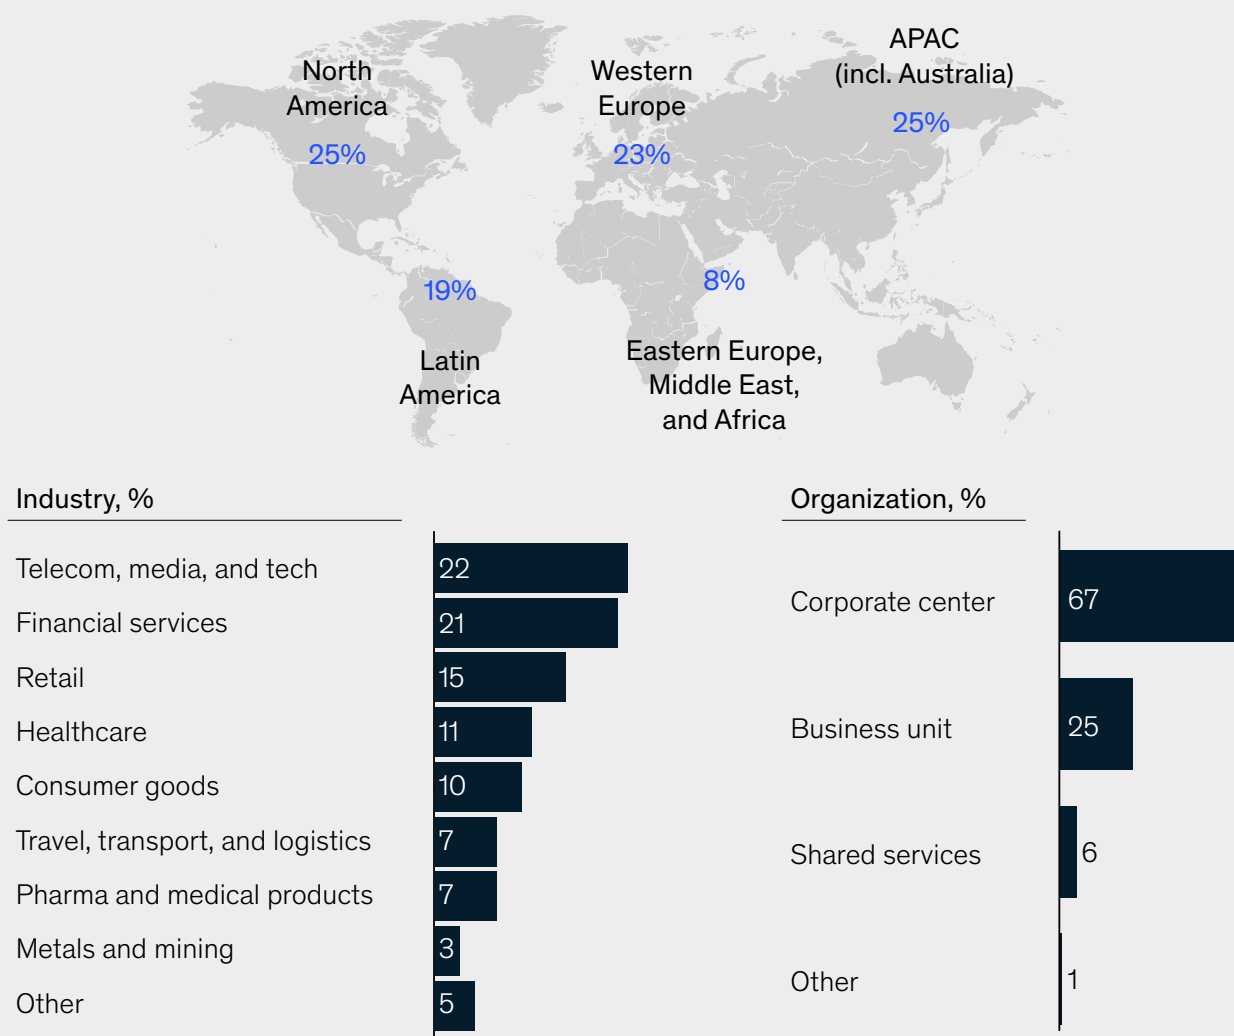 North
America
25%
Western
Europe
23%
APAC
(incl. Australia)
25%
19%
Latin
America
8%
Eastern Europe,
Middle East,
and Africa
Industry, %
Telecom, media, and tech 22
Financial services 21
Retail 15
Healthcare 11
Consumer goods 10
Travel, transport, and logistics 7
Pharma and medical products 7
Metals and mining 3
Other 5
Organization, %
Corporate center 67
Business unit 25
Shared services 6
Other 1